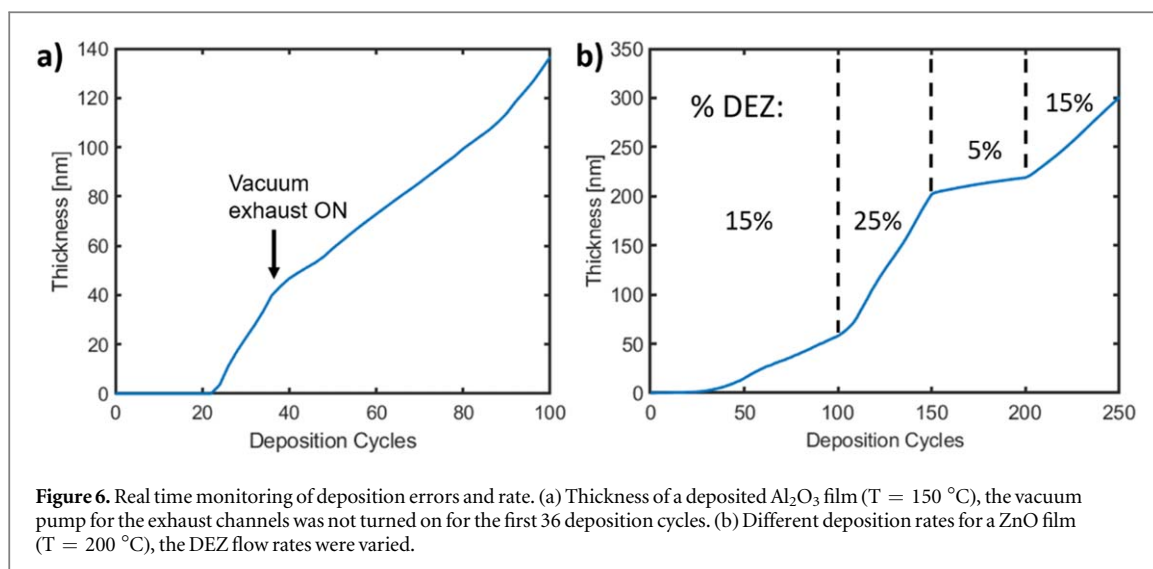 a)
140
120
100
80
60
40
20
0
Thickness [nm]
Vacuum
exhaust ON
0 20 40 60 80 100
Deposition Cycles
b)
350
300
250
200
150
100
50
0
Thickness [nm]
% DEZ:
15%
25%
5%
15%
0 50 100 150 200 250
Deposition Cycles
Figure 6. Real time monitoring of deposition errors and rate. (a) Thickness of a deposited Al₂O₃ film (T = 150 °C), the vacuum
pump for the exhaust channels was not turned on for the first 36 deposition cycles. (b) Different deposition rates for a ZnO film
(T = 200 °C), the DEZ flow rates were varied.